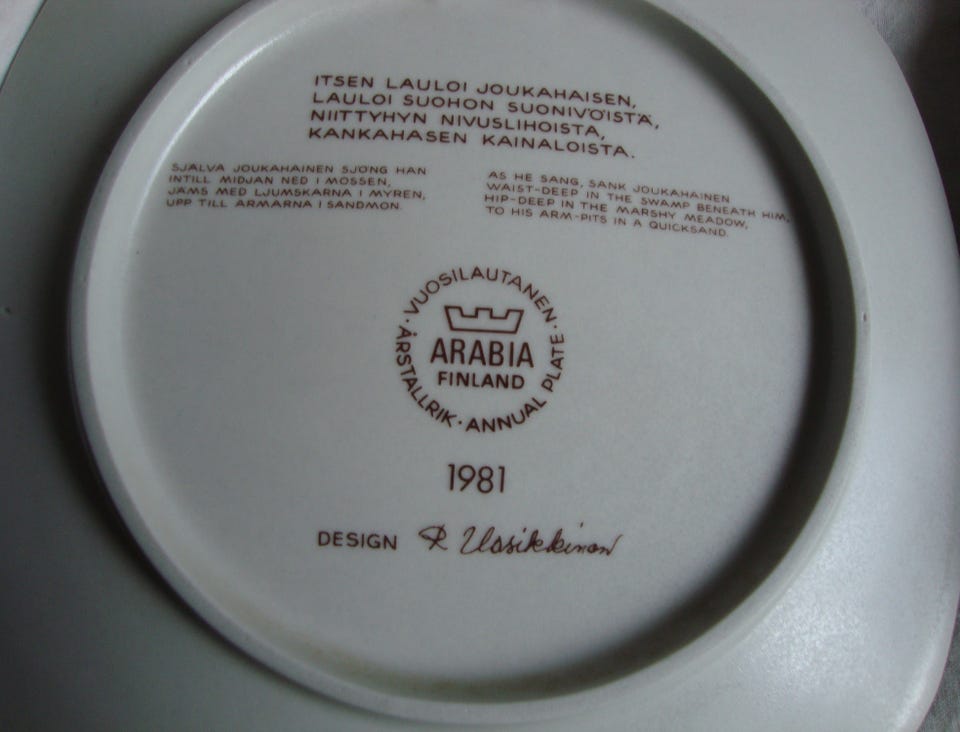 ITSEN LAULOI JOUKAHAISEN,
LAULOI SUOHON SUONIVÖISTÄ,
NIITTYHYN NIVUSLIHOISTA,
KANKAHASEN KAINALOISTA.
SJÄLVA JOUKAHAINEN SJÖNG HAN
INTILL MIDJAN NED I MOSSEN,
JÄMS MED LJUMSKARNA I MYREN,
UPP TILL ARMARNA I SANDMON.
AS HE SANG, SANK JOUKAHAINEN
WAIST-DEEP IN THE SWAMP BENEATH HIM,
HIP-DEEP IN THE MARSHY MEADOW,
TO HIS ARM-PITS IN A QUICKSAND.
· VUOSILAUTANEN ·
ARABIA
FINLAND
ÅRSTALLRIK · ANNUAL PLATE
1981
DESIGN R Uosikkinen